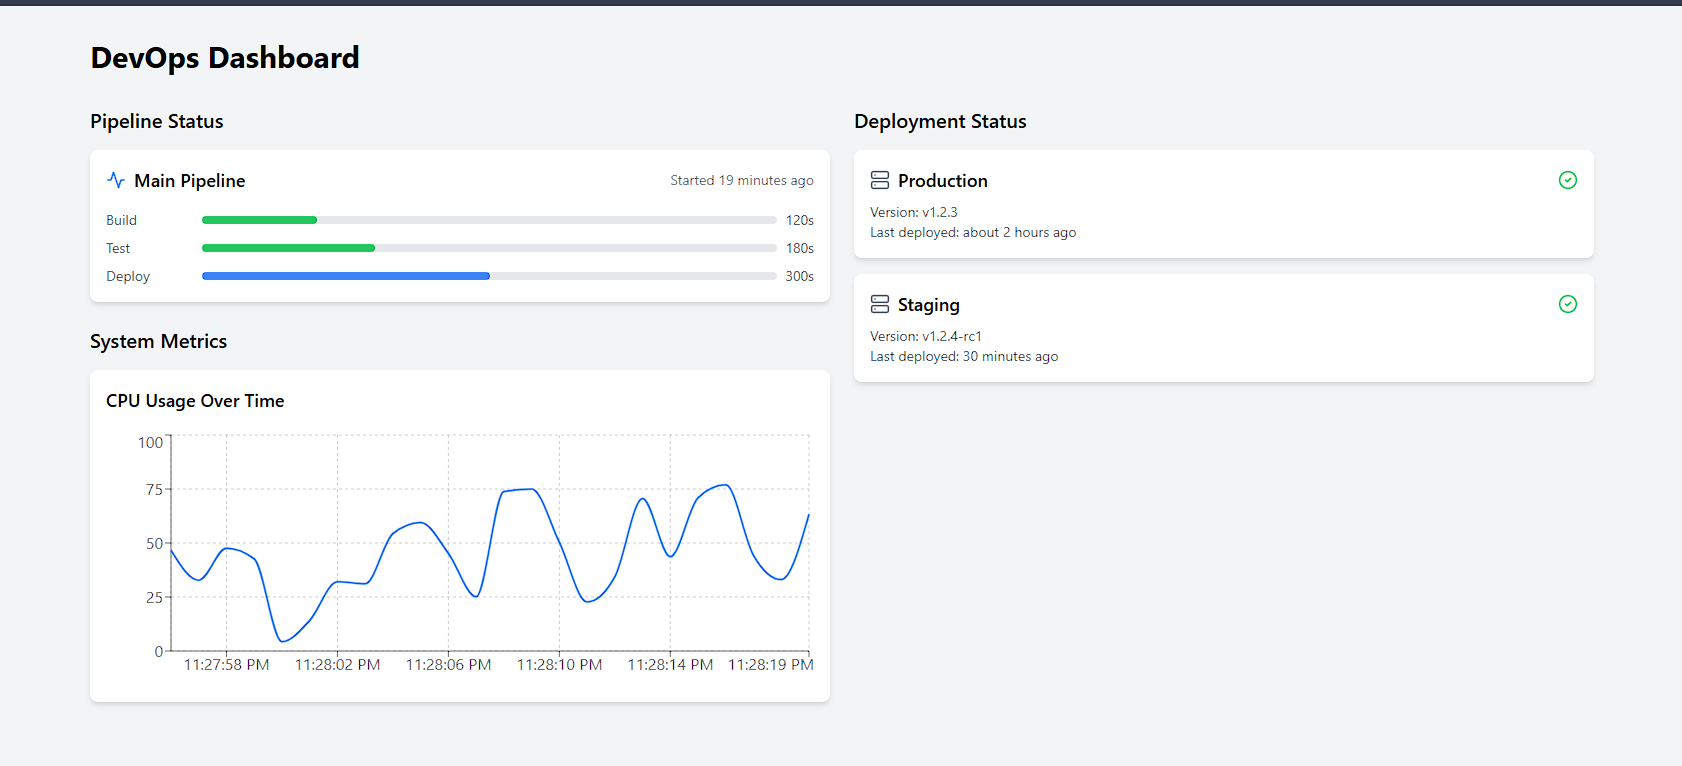 DevOps Dashboard
Pipeline Status
Main Pipeline
Started 19 minutes ago
Build
120s
Test
180s
Deploy
300s
System Metrics
CPU Usage Over Time
100
75
50
25
0
11:27:58 PM
11:28:02 PM
11:28:06 PM
11:28:10 PM
11:28:14 PM
11:28:19 PM
Deployment Status
Production
Version: v1.2.3
Last deployed: about 2 hours ago
Staging
Version: v1.2.4-rc1
Last deployed: 30 minutes ago